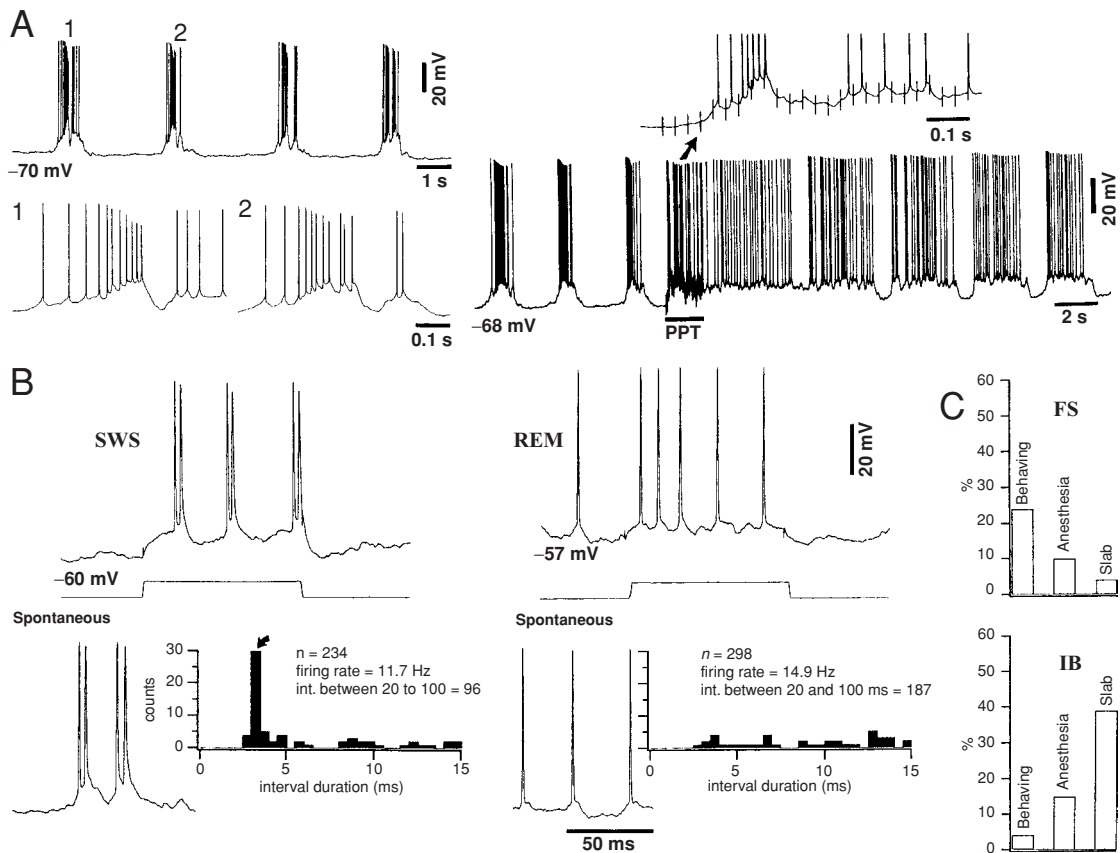 A
1
2
20 mV
–70 mV
1 s
1
2
0.1 s
0.1 s
20 mV
–68 mV
PPT
2 s
B
SWS
–60 mV
REM
20 mV
–57 mV
Spontaneous
counts
30
20
10
0
n = 234
firing rate = 11.7 Hz
int. between 20 to 100 = 96
0
5
10
15
interval duration (ms)
Spontaneous
n = 298
firing rate = 14.9 Hz
int. between 20 and 100 ms = 187
0
5
10
15
interval duration (ms)
50 ms
C
FS
%
60
50
40
30
20
10
0
Behaving
Anesthesia
Slab
IB
%
60
50
40
30
20
10
0
Behaving
Anesthesia
Slab